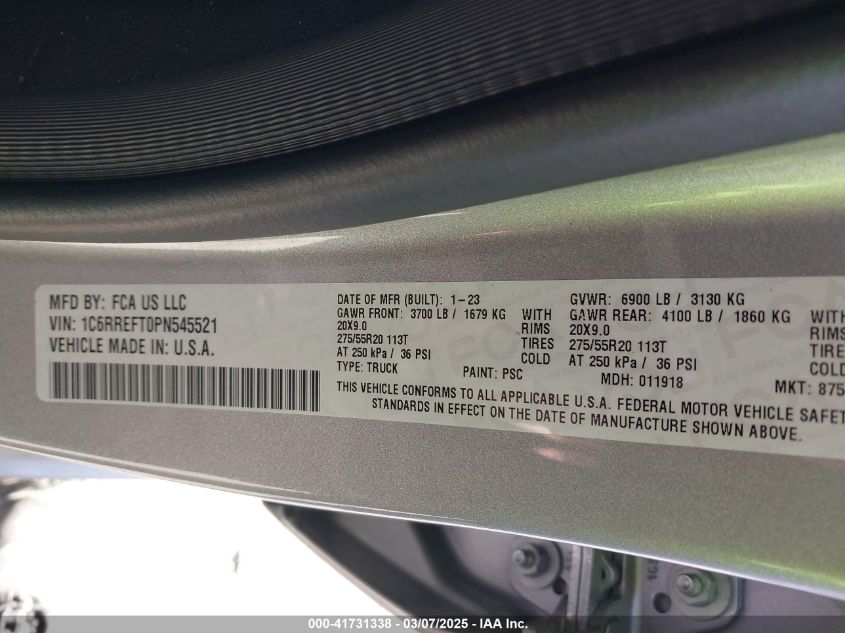 MFD BY: FCA US LLC
VIN: 1C6RREFT0PN545521
VEHICLE MADE IN: U.S.A.
DATE OF MFR (BUILT): 1-23
GVWR: 6900 LB / 3130 KG
GAWR FRONT: 3700 LB / 1679 KG WITH GAWR REAR: 4100 LB / 1860 KG WITH
20X9.0 RIMS 20X9.0 RIMS
275/55R20 113T TIRES 275/55R20 113T TIRE
AT 250 kPa / 36 PSI COLD AT 250 kPa / 36 PSI COLD
TYPE: TRUCK PAINT: PSC MDH: 011918 MKT: 875
THIS VEHICLE CONFORMS TO ALL APPLICABLE U.S.A. FEDERAL MOTOR VEHICLE SAFET
STANDARDS IN EFFECT ON THE DATE OF MANUFACTURE SHOWN ABOVE.
000-41731338 - 03/07/2025 - IAA Inc.